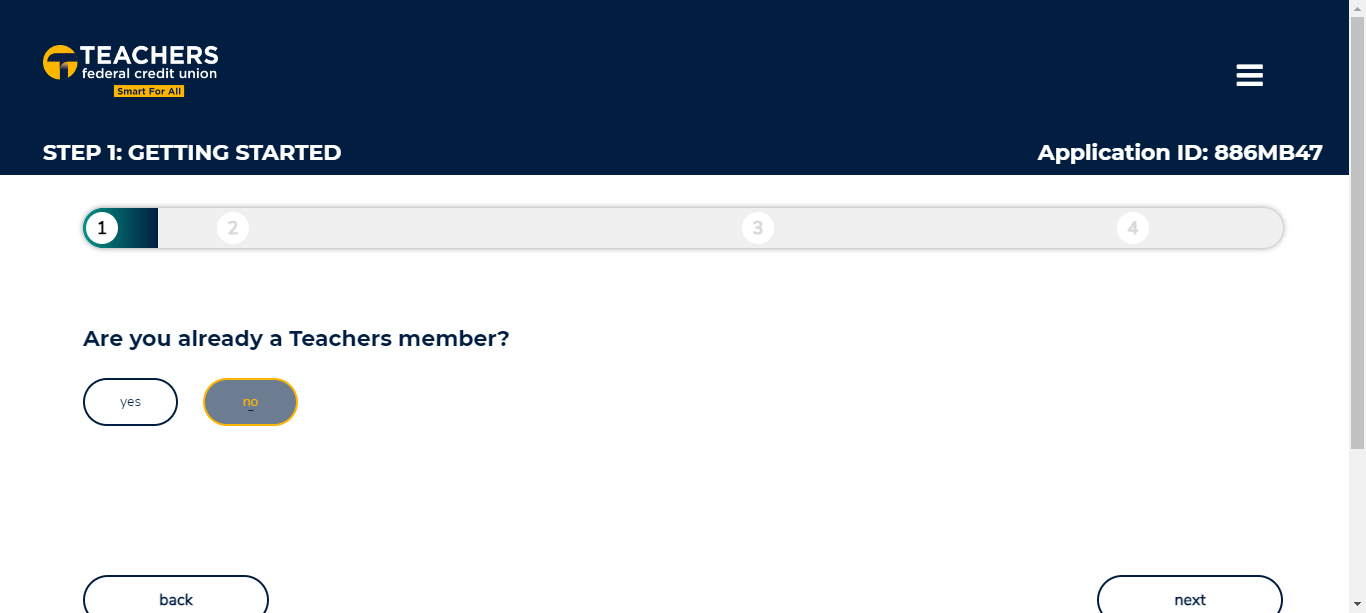 TEACHERS
federal credit union
Smart For All
STEP 1: GETTING STARTED
Application ID: 886MB47
1 2 3 4
Are you already a Teachers member?
yes no
back next